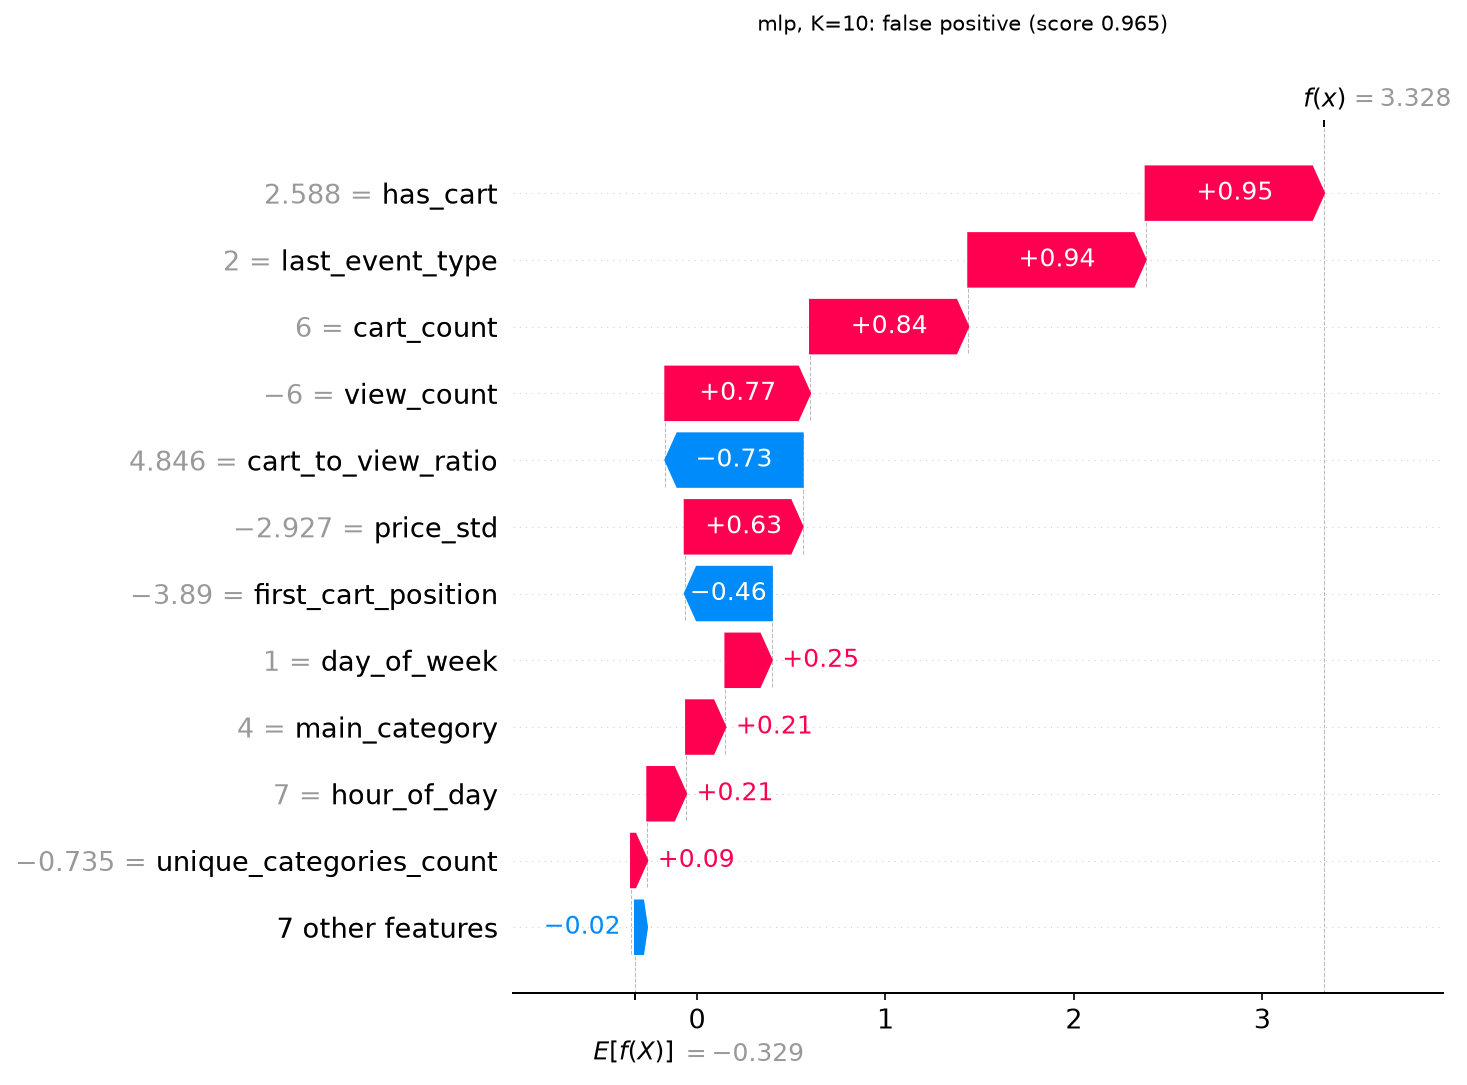 mlp, K=10: false positive (score 0.965)
f(x) = 3.328
2.588 = has_cart +0.95
2 = last_event_type +0.94
6 = cart_count +0.84
−6 = view_count +0.77
4.846 = cart_to_view_ratio −0.73
−2.927 = price_std +0.63
−3.89 = first_cart_position −0.46
1 = day_of_week +0.25
4 = main_category +0.21
7 = hour_of_day +0.21
−0.735 = unique_categories_count +0.09
7 other features −0.02
0 1 2 3
E[f(X)] = −0.329